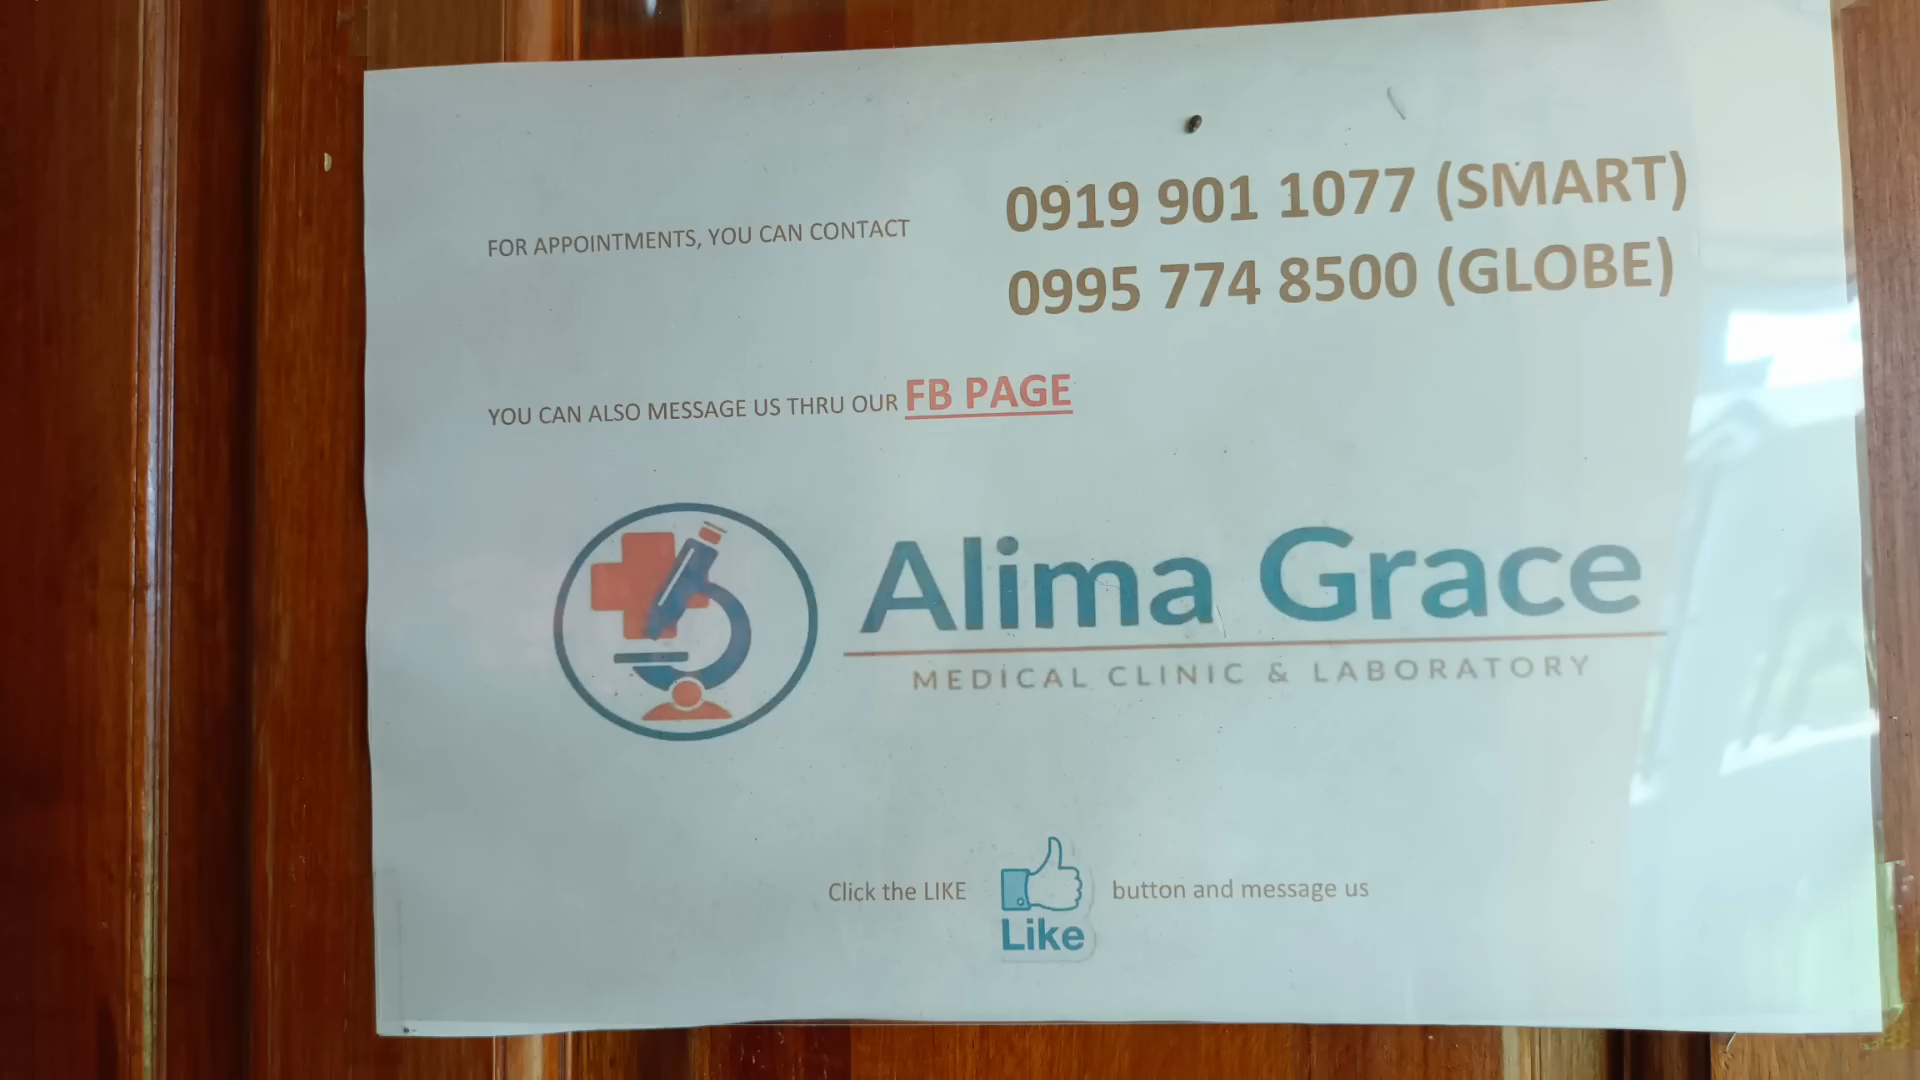 FOR APPOINTMENTS, YOU CAN CONTACT
0919 901 1077 (SMART)
0995 774 8500 (GLOBE)
YOU CAN ALSO MESSAGE US THRU OUR FB PAGE
Alima Grace
MEDICAL CLINIC & LABORATORY
Click the LIKE
Like
button and message us